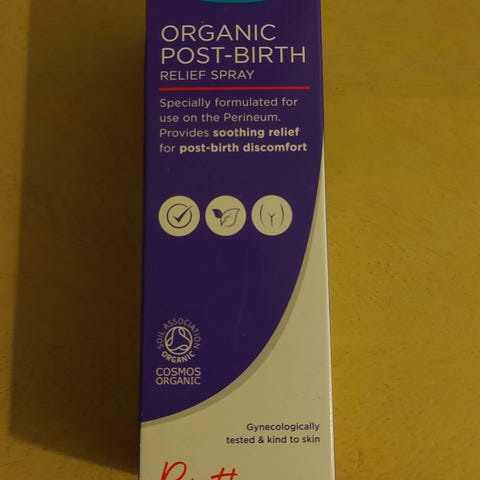 ORGANIC
POST-BIRTH
RELIEF SPRAY
Specially formulated for
use on the Perineum.
Provides soothing relief
for post-birth discomfort
SOIL ASSOCIATION
ORGANIC
COSMOS
ORGANIC
Gynecologically
tested & kind to skin